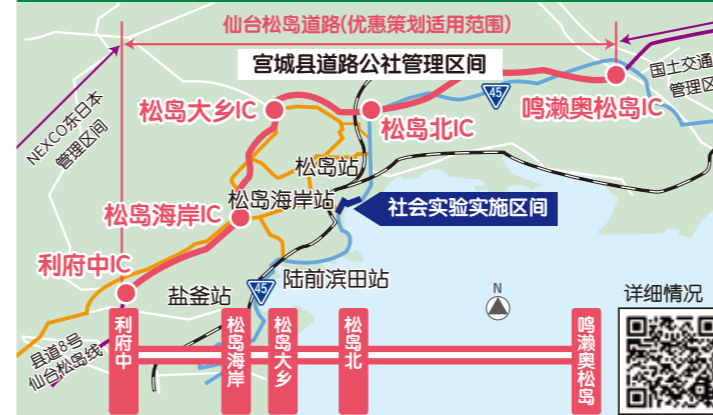 仙台松岛道路(优惠策划适用范围)
宫城县道路公社管理区间
国土交通
管理区
NEXCO东日本
管理区间
45
松岛大乡IC
松岛北IC
鸣濑奥松岛IC
松岛站
松岛海岸站
松岛海岸IC
社会实验实施区间
利府中IC
陆前滨田站
盐釜站
45
N
详细情况
县道8号
仙台松岛线
利府中
松岛海岸
松岛大乡
松岛北
鸣濑奥松岛